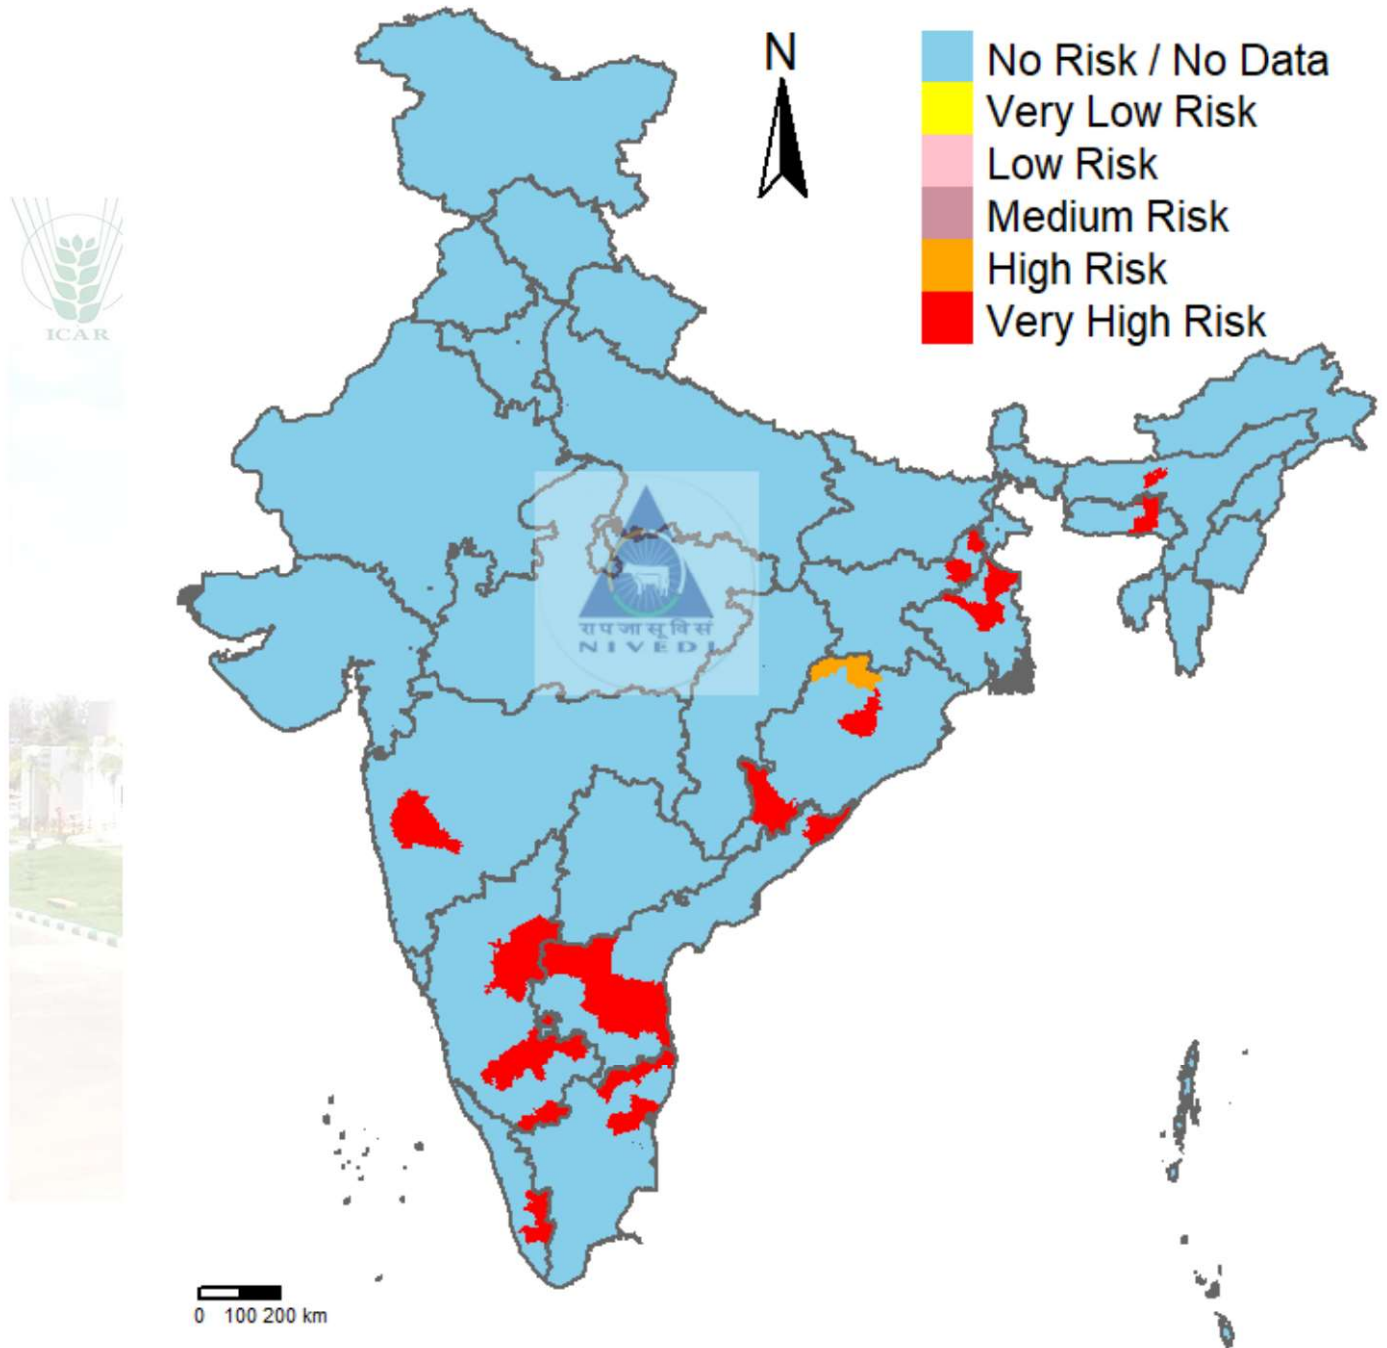 N
No Risk / No Data
Very Low Risk
Low Risk
Medium Risk
High Risk
Very High Risk
ICAR
रापजासूविसं
NIVEDI
0 100 200 km